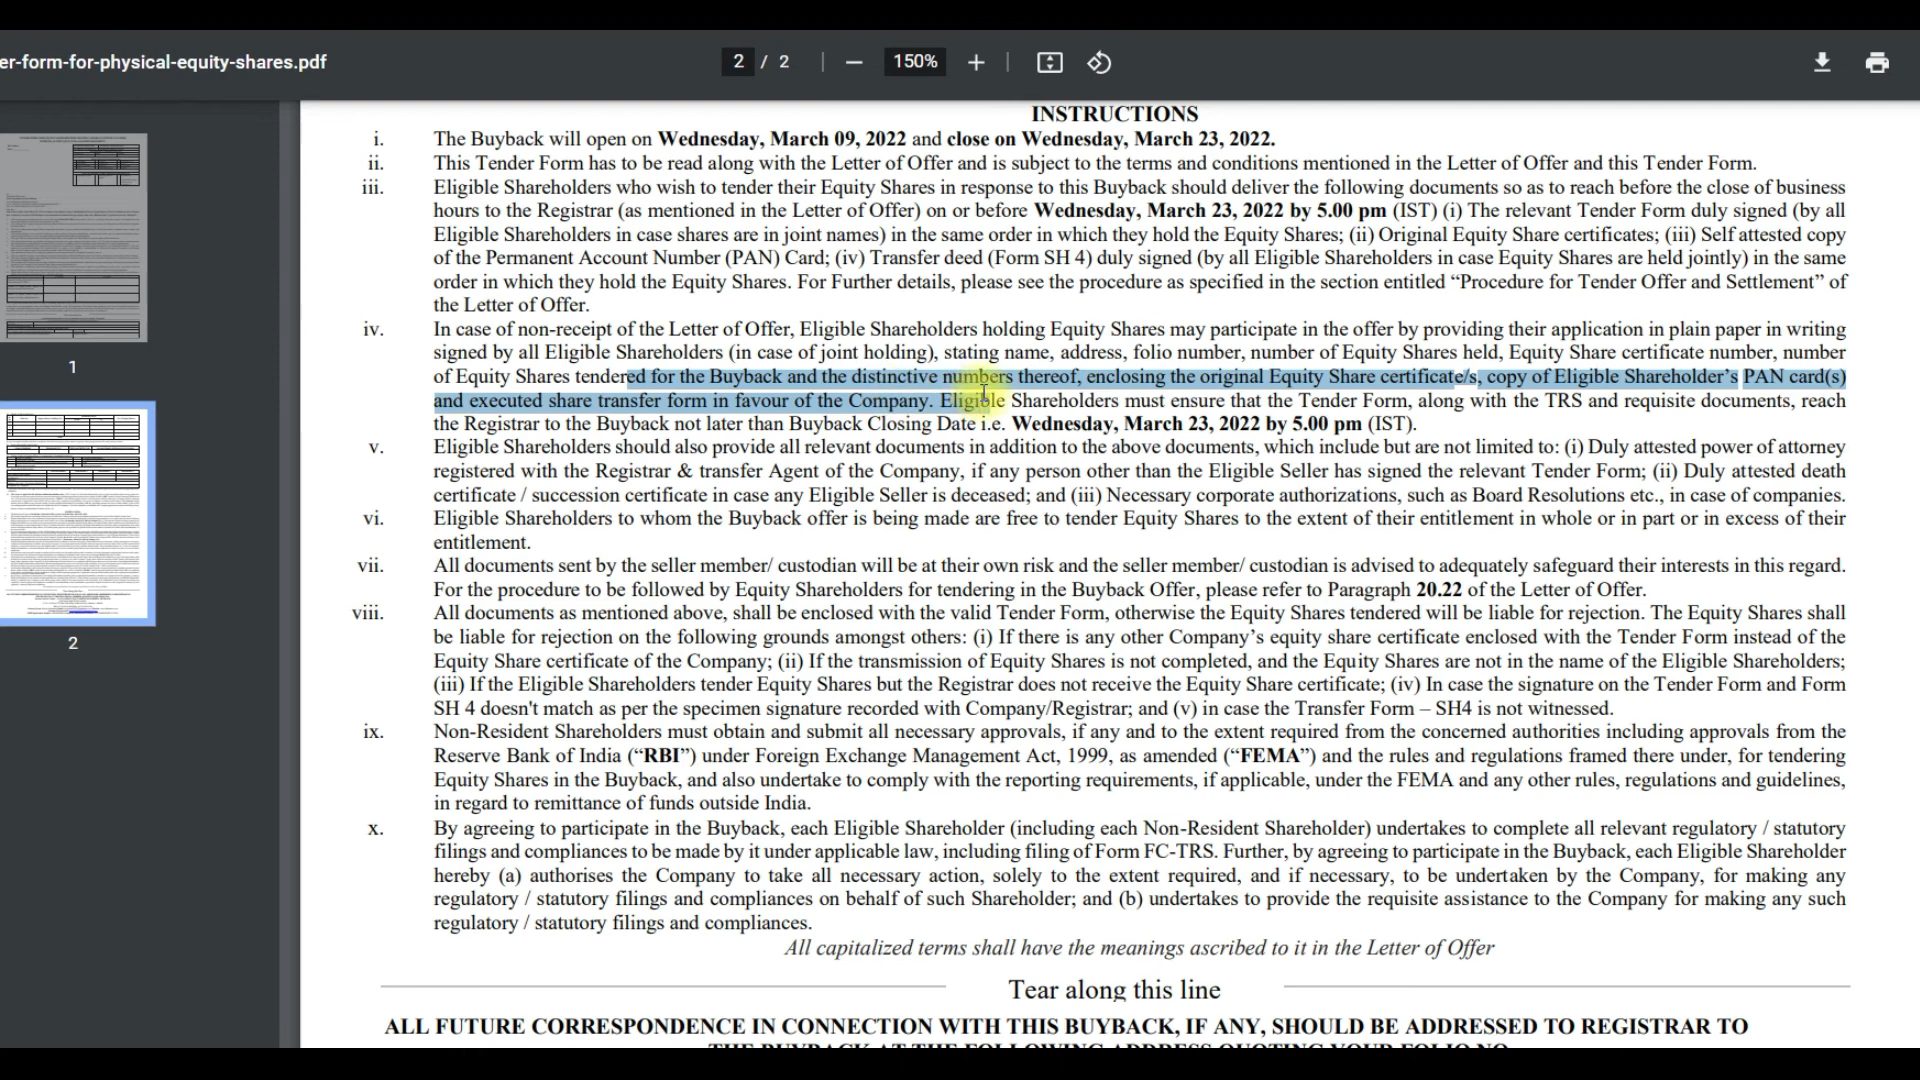 er-form-for-physical-equity-shares.pdf
2 / 2
150%
1
2
INSTRUCTIONS
i. The Buyback will open on Wednesday, March 09, 2022 and close on Wednesday, March 23, 2022.
ii. This Tender Form has to be read along with the Letter of Offer and is subject to the terms and conditions mentioned in the Letter of Offer and this Tender Form.
iii. Eligible Shareholders who wish to tender their Equity Shares in response to this Buyback should deliver the following documents so as to reach before the close of business
hours to the Registrar (as mentioned in the Letter of Offer) on or before Wednesday, March 23, 2022 by 5.00 pm (IST) (i) The relevant Tender Form duly signed (by all
Eligible Shareholders in case shares are in joint names) in the same order in which they hold the Equity Shares; (ii) Original Equity Share certificates; (iii) Self attested copy
of the Permanent Account Number (PAN) Card; (iv) Transfer deed (Form SH 4) duly signed (by all Eligible Shareholders in case Equity Shares are held jointly) in the same
order in which they hold the Equity Shares. For Further details, please see the procedure as specified in the section entitled “Procedure for Tender Offer and Settlement” of
the Letter of Offer.
iv. In case of non-receipt of the Letter of Offer, Eligible Shareholders holding Equity Shares may participate in the offer by providing their application in plain paper in writing
signed by all Eligible Shareholders (in case of joint holding), stating name, address, folio number, number of Equity Shares held, Equity Share certificate number, number
of Equity Shares tendered for the Buyback and the distinctive numbers thereof, enclosing the original Equity Share certificate/s, copy of Eligible Shareholder’s PAN card(s)
and executed share transfer form in favour of the Company. Eligible Shareholders must ensure that the Tender Form, along with the TRS and requisite documents, reach
the Registrar to the Buyback not later than Buyback Closing Date i.e. Wednesday, March 23, 2022 by 5.00 pm (IST).
v. Eligible Shareholders should also provide all relevant documents in addition to the above documents, which include but are not limited to: (i) Duly attested power of attorney
registered with the Registrar & transfer Agent of the Company, if any person other than the Eligible Seller has signed the relevant Tender Form; (ii) Duly attested death
certificate / succession certificate in case any Eligible Seller is deceased; and (iii) Necessary corporate authorizations, such as Board Resolutions etc., in case of companies.
vi. Eligible Shareholders to whom the Buyback offer is being made are free to tender Equity Shares to the extent of their entitlement in whole or in part or in excess of their
entitlement.
vii. All documents sent by the seller member/ custodian will be at their own risk and the seller member/ custodian is advised to adequately safeguard their interests in this regard.
For the procedure to be followed by Equity Shareholders for tendering in the Buyback Offer, please refer to Paragraph 20.22 of the Letter of Offer.
viii. All documents as mentioned above, shall be enclosed with the valid Tender Form, otherwise the Equity Shares tendered will be liable for rejection. The Equity Shares shall
be liable for rejection on the following grounds amongst others: (i) If there is any other Company’s equity share certificate enclosed with the Tender Form instead of the
Equity Share certificate of the Company; (ii) If the transmission of Equity Shares is not completed, and the Equity Shares are not in the name of the Eligible Shareholders;
(iii) If the Eligible Shareholders tender Equity Shares but the Registrar does not receive the Equity Share certificate; (iv) In case the signature on the Tender Form and Form
SH 4 doesn't match as per the specimen signature recorded with Company/Registrar; and (v) in case the Transfer Form – SH4 is not witnessed.
ix. Non-Resident Shareholders must obtain and submit all necessary approvals, if any and to the extent required from the concerned authorities including approvals from the
Reserve Bank of India (“RBI”) under Foreign Exchange Management Act, 1999, as amended (“FEMA”) and the rules and regulations framed there under, for tendering
Equity Shares in the Buyback, and also undertake to comply with the reporting requirements, if applicable, under the FEMA and any other rules, regulations and guidelines,
in regard to remittance of funds outside India.
x. By agreeing to participate in the Buyback, each Eligible Shareholder (including each Non-Resident Shareholder) undertakes to complete all relevant regulatory / statutory
filings and compliances to be made by it under applicable law, including filing of Form FC-TRS. Further, by agreeing to participate in the Buyback, each Eligible Shareholder
hereby (a) authorises the Company to take all necessary action, solely to the extent required, and if necessary, to be undertaken by the Company, for making any
regulatory / statutory filings and compliances on behalf of such Shareholder; and (b) undertakes to provide the requisite assistance to the Company for making any such
regulatory / statutory filings and compliances.
All capitalized terms shall have the meanings ascribed to it in the Letter of Offer
Tear along this line
ALL FUTURE CORRESPONDENCE IN CONNECTION WITH THIS BUYBACK, IF ANY, SHOULD BE ADDRESSED TO REGISTRAR TO
THE BUYBACK AT THE FOLLOWING ADDRESS QUOTING YOUR FOLIO NO